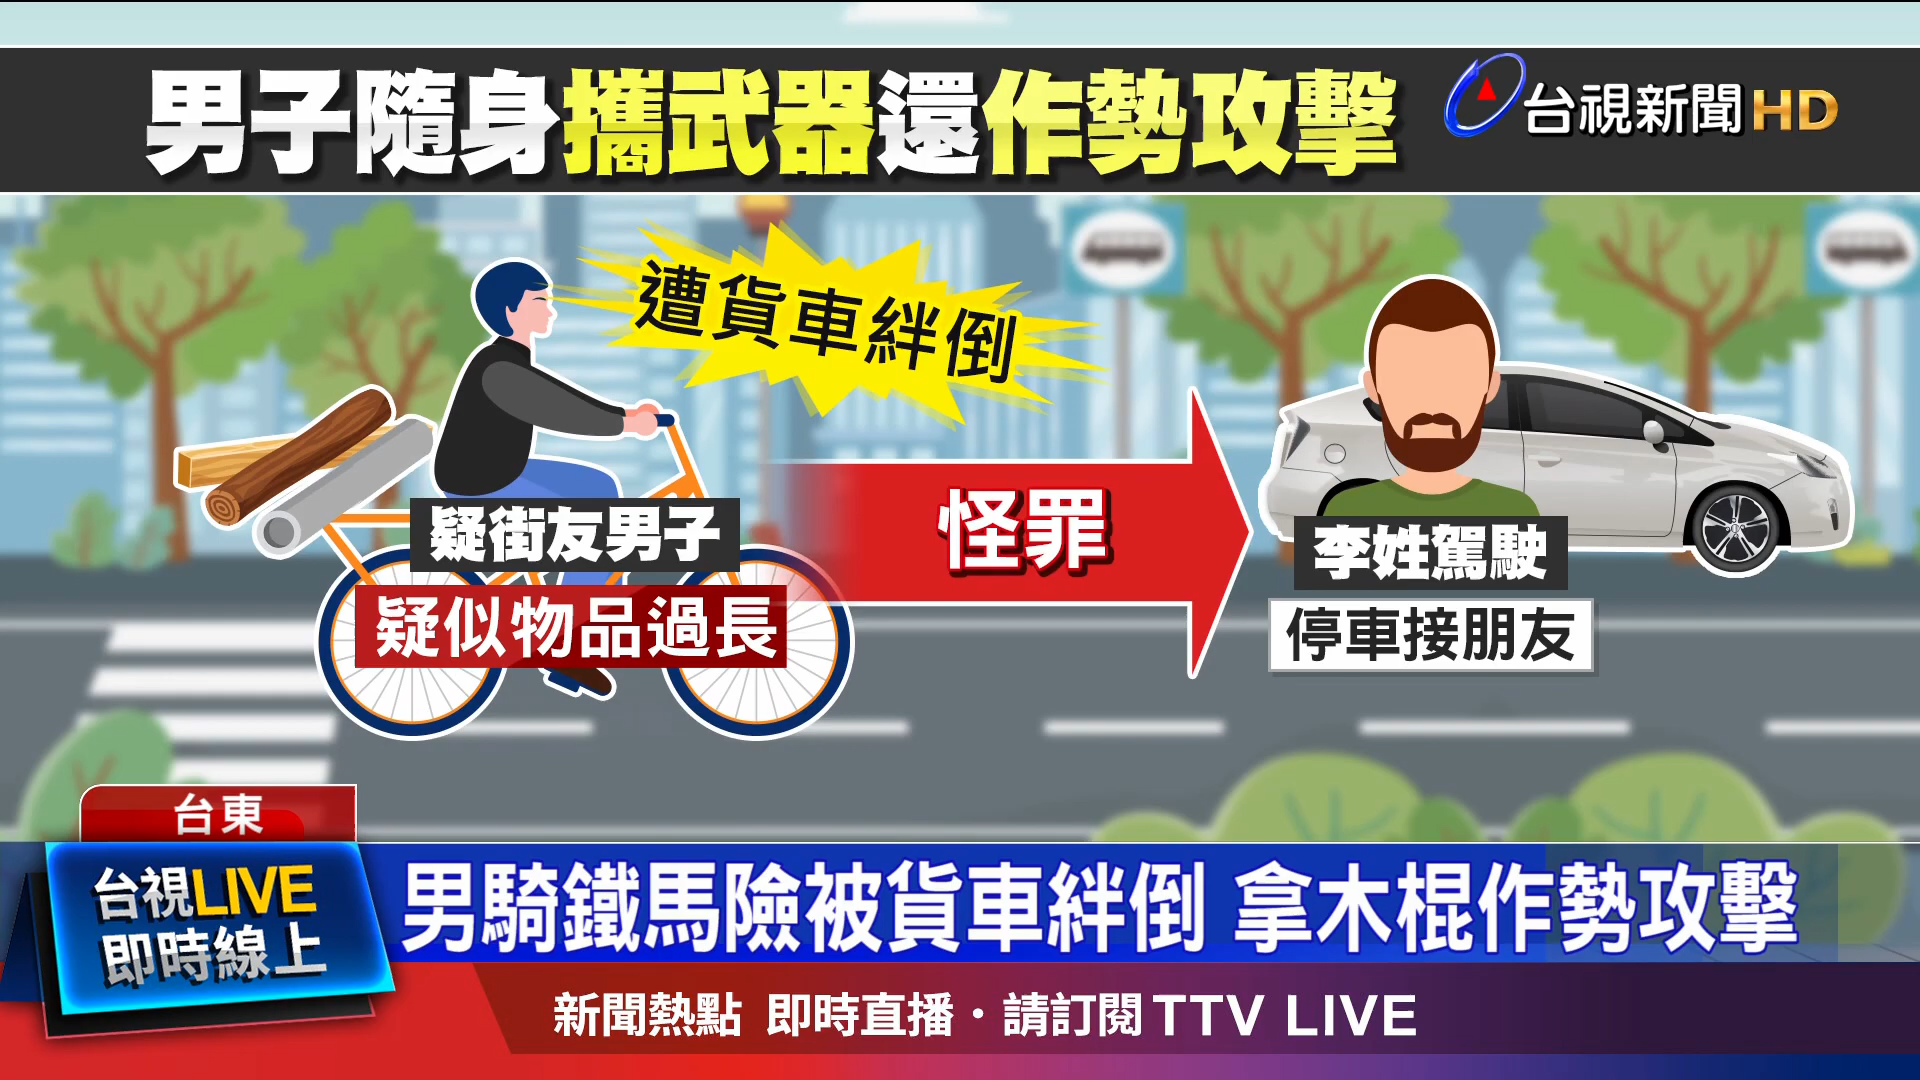 男子隨身攜武器還作勢攻擊
台視新聞HD
遭貨車絆倒
怪罪
疑街友男子
疑似物品過長
李姓駕駛
停車接朋友
台東
台視LIVE
即時線上
男騎鐵馬險被貨車絆倒 拿木棍作勢攻擊
新聞熱點 即時直播・請訂閱TTV LIVE